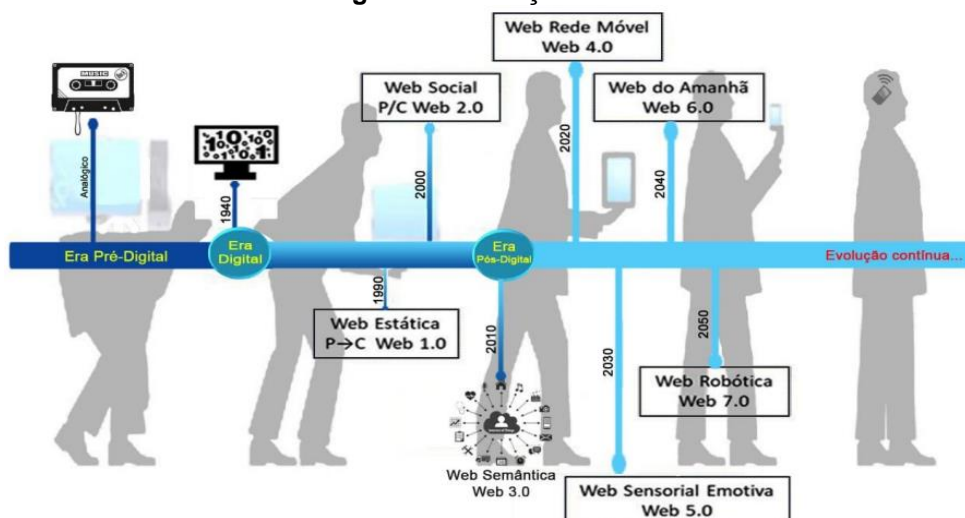 Web Rede Móvel
Web 4.0
MUSIC
Web Social
P/C Web 2.0
Web do Amanhã
Web 6.0
Analógico
1940
2000
2020
2040
Era Pré-Digital
Era
Digital
Era
Pós-Digital
Evolução contínua...
1990
2010
2030
2050
Web Estática
P→C Web 1.0
Web Robótica
Web 7.0
Web Semântica
Web 3.0
Web Sensorial Emotiva
Web 5.0